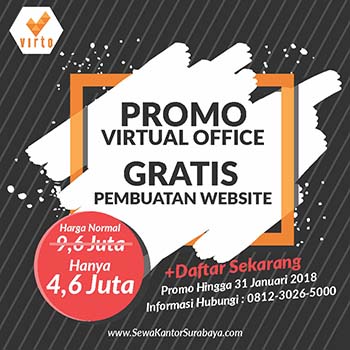 virto
PROMO
VIRTUAL OFFICE
GRATIS
PEMBUATAN WEBSITE
Harga Normal
9,6 Juta
Hanya
4,6 Juta
+Daftar Sekarang
Promo Hingga 31 Januari 2018
Informasi Hubungi : 0812-3026-5000
www.SewaKantorSurabaya.com